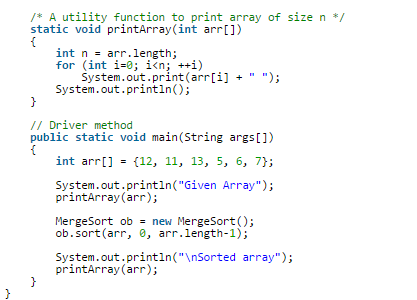 /* A utility function to print array of size n */
static void printArray(int arr[])
{
int n = arr.length;
for (int i=0; i<n; ++i)
System.out.print(arr[i] + " ");
System.out.println();
}
// Driver method
public static void main(String args[])
{
int arr[] = {12, 11, 13, 5, 6, 7};
System.out.println("Given Array");
printArray(arr);
MergeSort ob = new MergeSort();
ob.sort(arr, 0, arr.length-1);
System.out.println("\nSorted array");
printArray(arr);
}
}